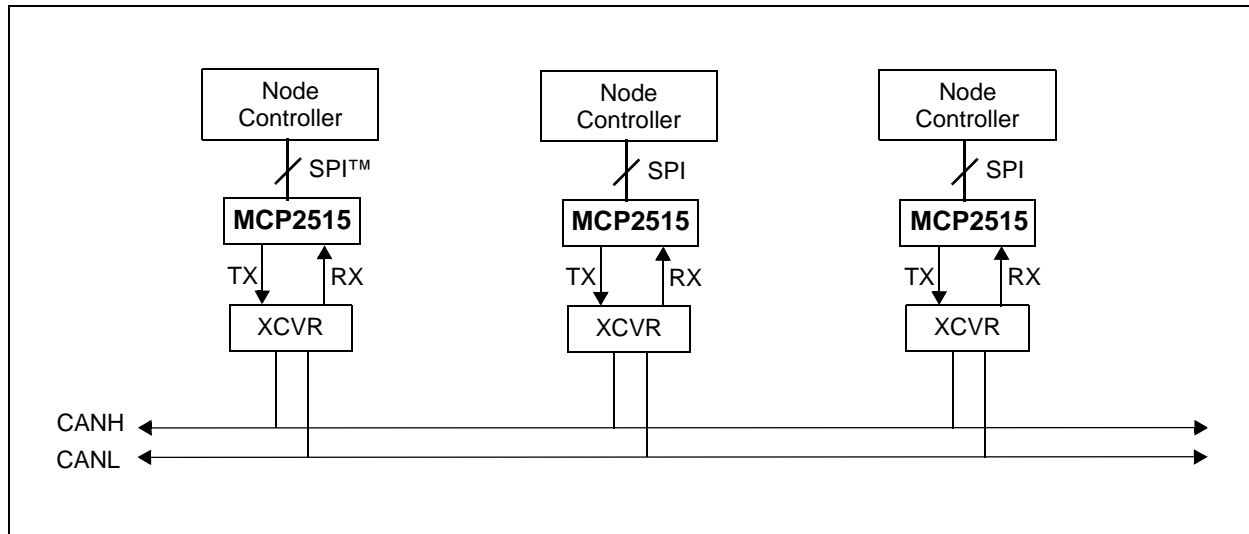 Node
Controller
Node
Controller
Node
Controller
SPI™
SPI
SPI
MCP2515
MCP2515
MCP2515
TX
RX
TX
RX
TX
RX
XCVR
XCVR
XCVR
CANH
CANL